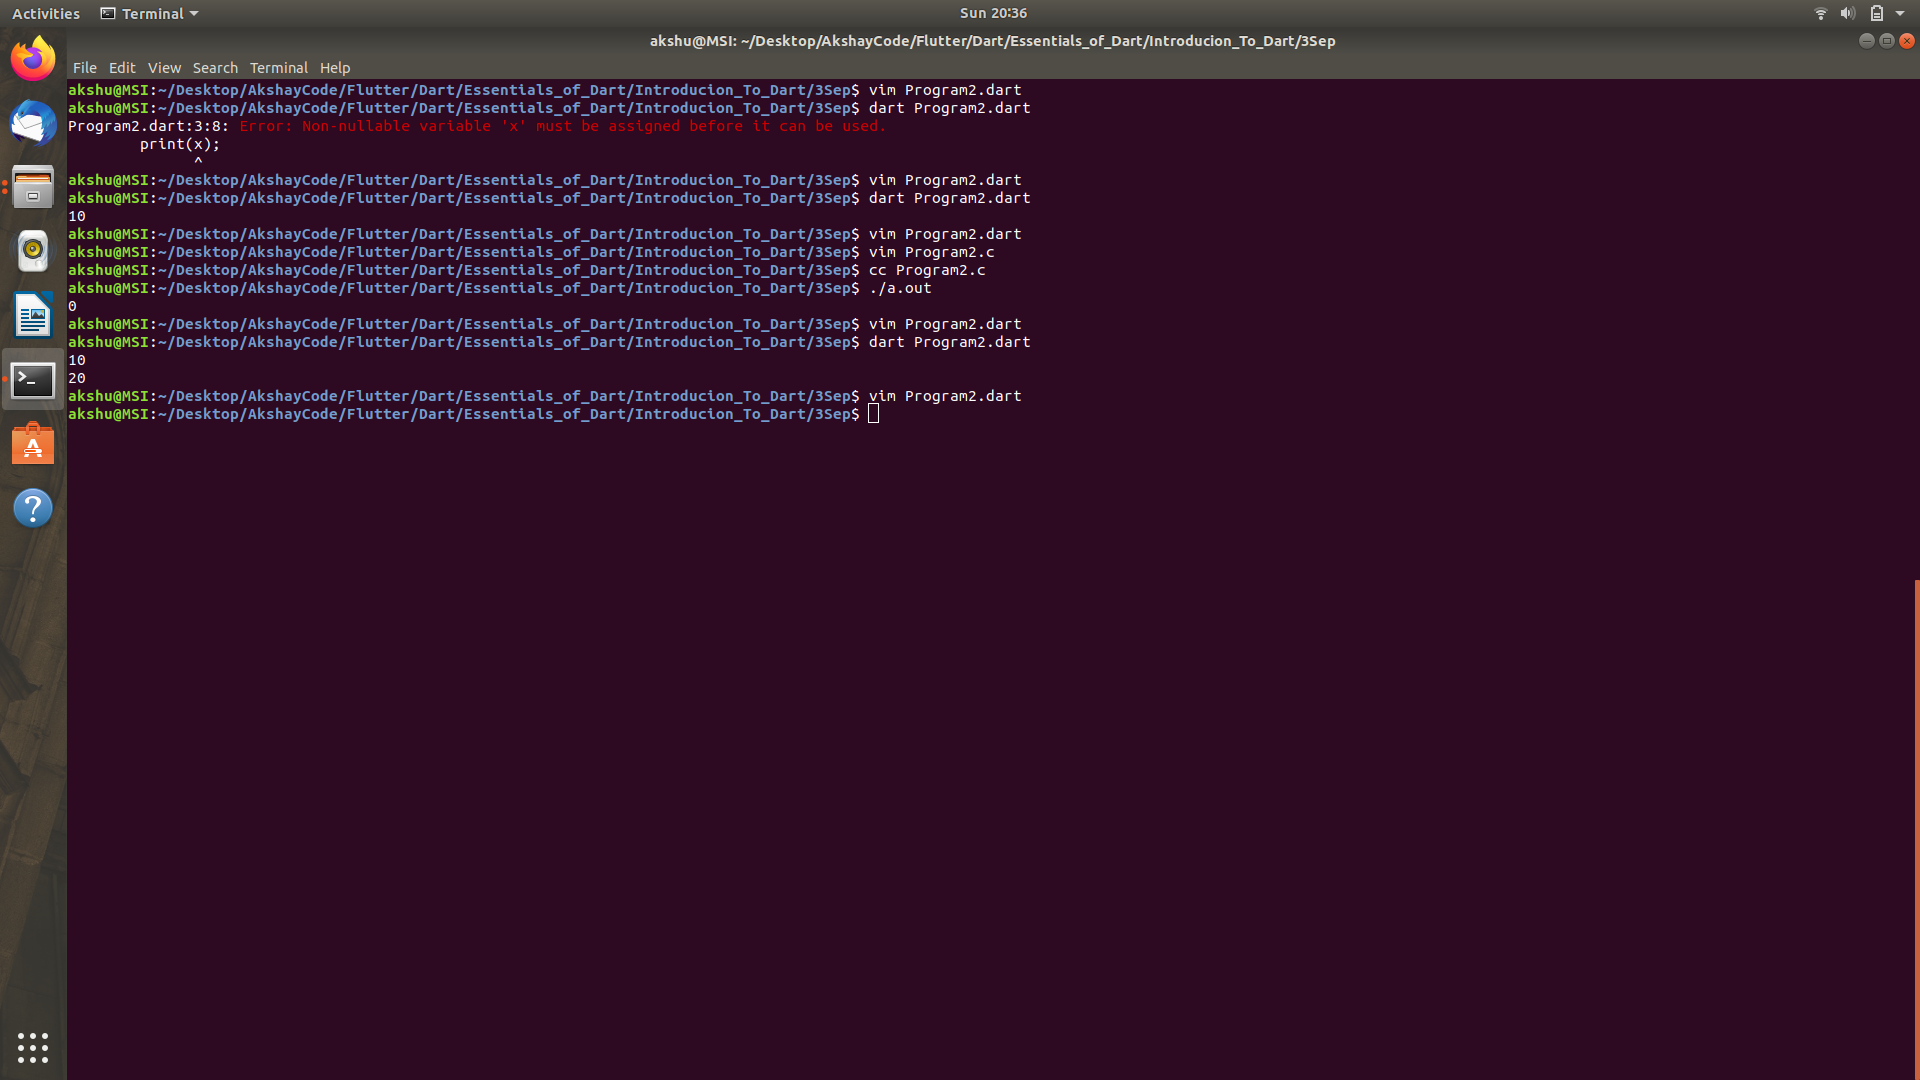 Activities Terminal Sun 20:36
akshu@MSI: ~/Desktop/AkshayCode/Flutter/Dart/Essentials_of_Dart/Introducion_To_Dart/3Sep
File Edit View Search Terminal Help
akshu@MSI:~/Desktop/AkshayCode/Flutter/Dart/Essentials_of_Dart/Introducion_To_Dart/3Sep$ vim Program2.dart
akshu@MSI:~/Desktop/AkshayCode/Flutter/Dart/Essentials_of_Dart/Introducion_To_Dart/3Sep$ dart Program2.dart
Program2.dart:3:8: Error: Non-nullable variable 'x' must be assigned before it can be used.
        print(x);
              ^
akshu@MSI:~/Desktop/AkshayCode/Flutter/Dart/Essentials_of_Dart/Introducion_To_Dart/3Sep$ vim Program2.dart
akshu@MSI:~/Desktop/AkshayCode/Flutter/Dart/Essentials_of_Dart/Introducion_To_Dart/3Sep$ dart Program2.dart
10
akshu@MSI:~/Desktop/AkshayCode/Flutter/Dart/Essentials_of_Dart/Introducion_To_Dart/3Sep$ vim Program2.dart
akshu@MSI:~/Desktop/AkshayCode/Flutter/Dart/Essentials_of_Dart/Introducion_To_Dart/3Sep$ vim Program2.c
akshu@MSI:~/Desktop/AkshayCode/Flutter/Dart/Essentials_of_Dart/Introducion_To_Dart/3Sep$ cc Program2.c
akshu@MSI:~/Desktop/AkshayCode/Flutter/Dart/Essentials_of_Dart/Introducion_To_Dart/3Sep$ ./a.out
0
akshu@MSI:~/Desktop/AkshayCode/Flutter/Dart/Essentials_of_Dart/Introducion_To_Dart/3Sep$ vim Program2.dart
akshu@MSI:~/Desktop/AkshayCode/Flutter/Dart/Essentials_of_Dart/Introducion_To_Dart/3Sep$ dart Program2.dart
10
20
akshu@MSI:~/Desktop/AkshayCode/Flutter/Dart/Essentials_of_Dart/Introducion_To_Dart/3Sep$ vim Program2.dart
akshu@MSI:~/Desktop/AkshayCode/Flutter/Dart/Essentials_of_Dart/Introducion_To_Dart/3Sep$